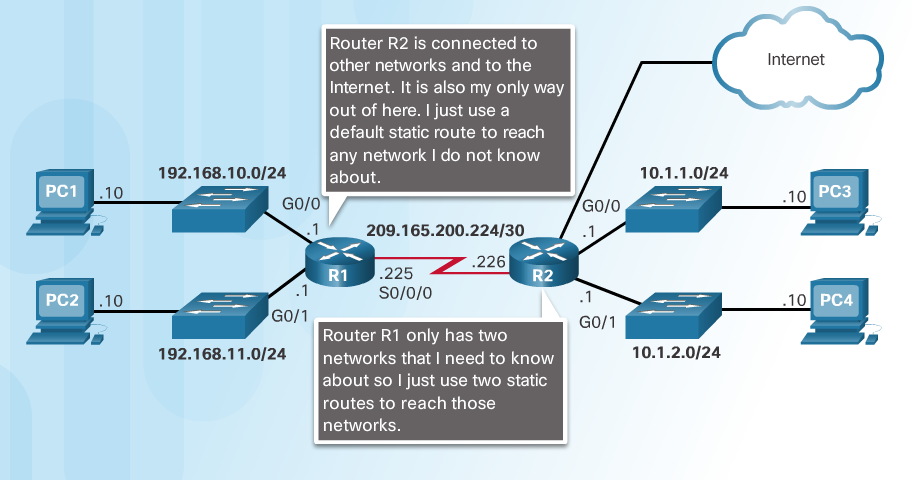 Router R2 is connected to
other networks and to the
Internet. It is also my only way
out of here. I just use a
default static route to reach
any network I do not know
about.
Internet
192.168.10.0/24
10.1.1.0/24
PC1
.10
G0/0
.1
209.165.200.224/30
G0/0
.1
.10
PC3
R1
.225
S0/0/0
.226
R2
PC2
.10
.1
G0/1
192.168.11.0/24
.1
G0/1
10.1.2.0/24
.10
PC4
Router R1 only has two
networks that I need to know
about so I just use two static
routes to reach those
networks.